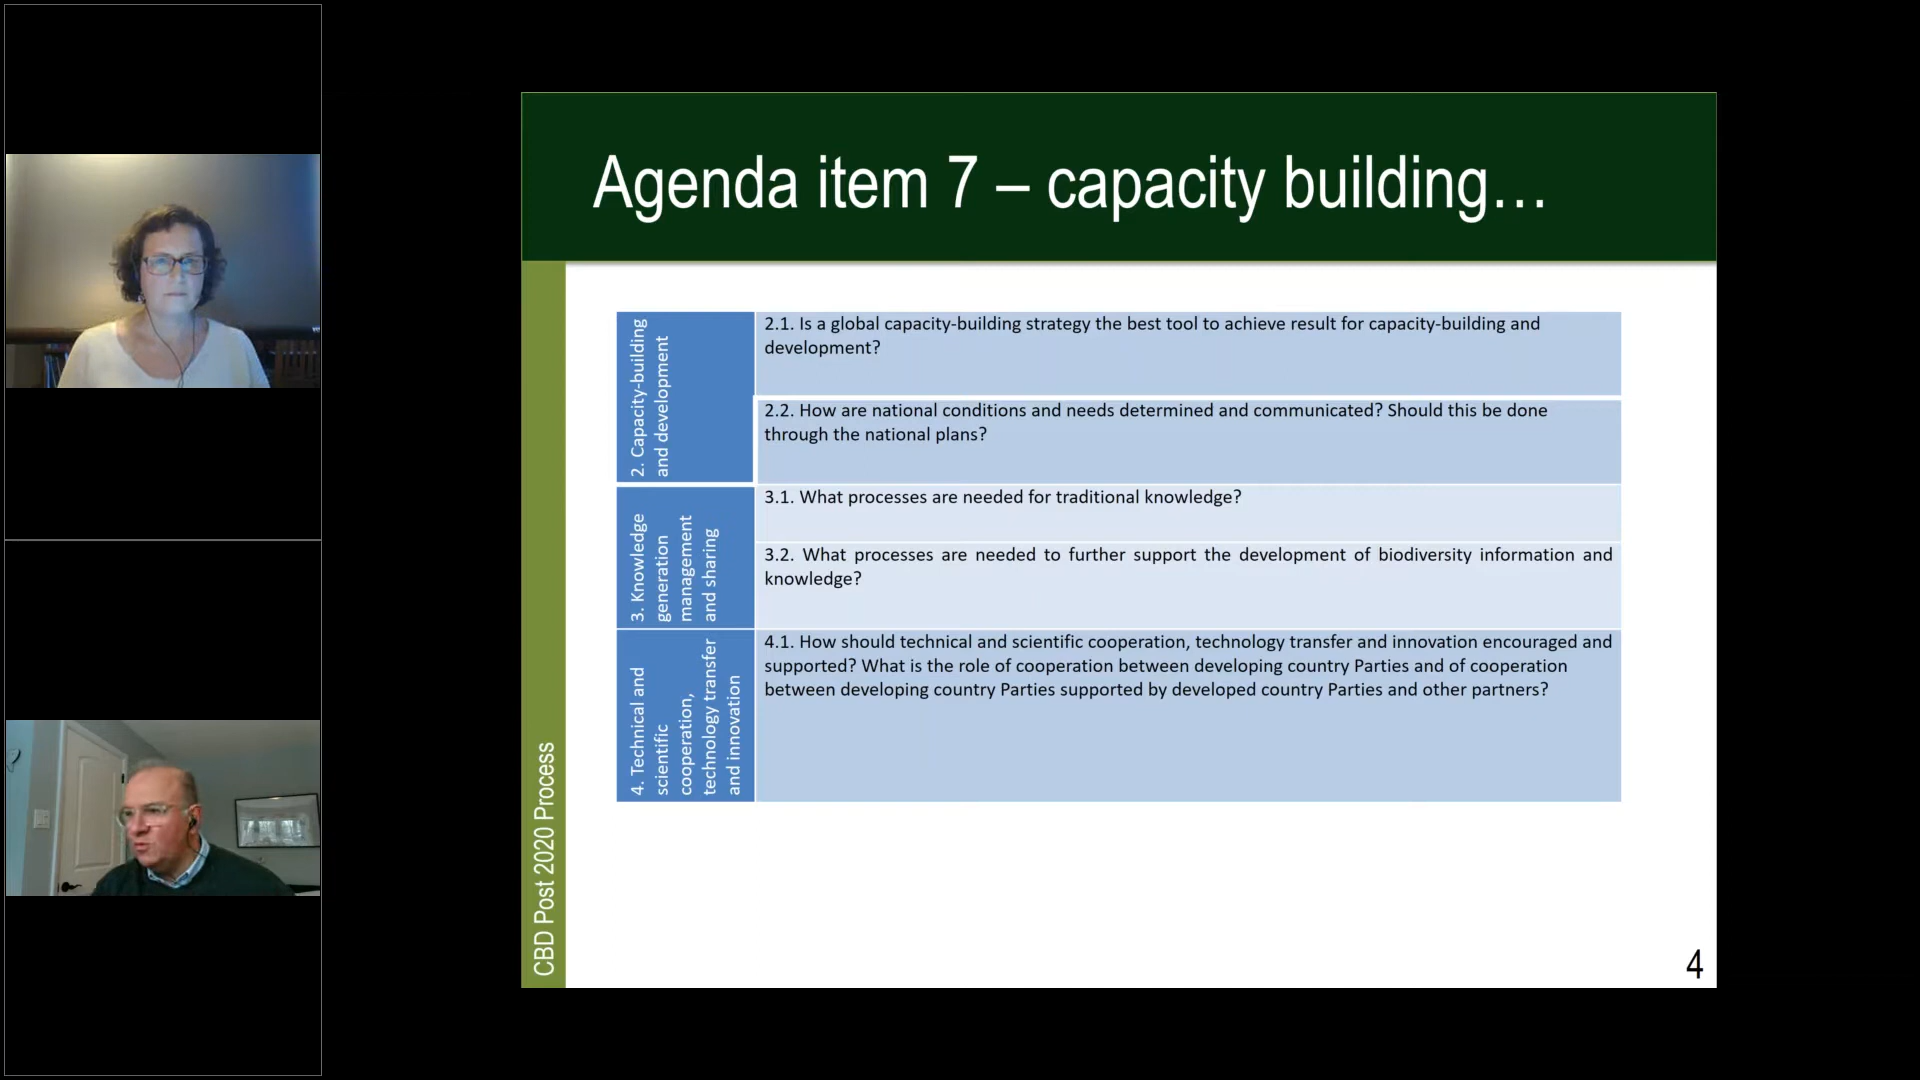 Agenda item 7 – capacity building...
2. Capacity-building
and development
2.1. Is a global capacity-building strategy the best tool to achieve result for capacity-building and
development?
2.2. How are national conditions and needs determined and communicated? Should this be done
through the national plans?
3. Knowledge
generation
management
and sharing
3.1. What processes are needed for traditional knowledge?
3.2. What processes are needed to further support the development of biodiversity information and
knowledge?
4. Technical and
scientific
cooperation,
technology transfer
and innovation
4.1. How should technical and scientific cooperation, technology transfer and innovation encouraged and
supported? What is the role of cooperation between developing country Parties and of cooperation
between developing country Parties supported by developed country Parties and other partners?
CBD Post 2020 Process
4